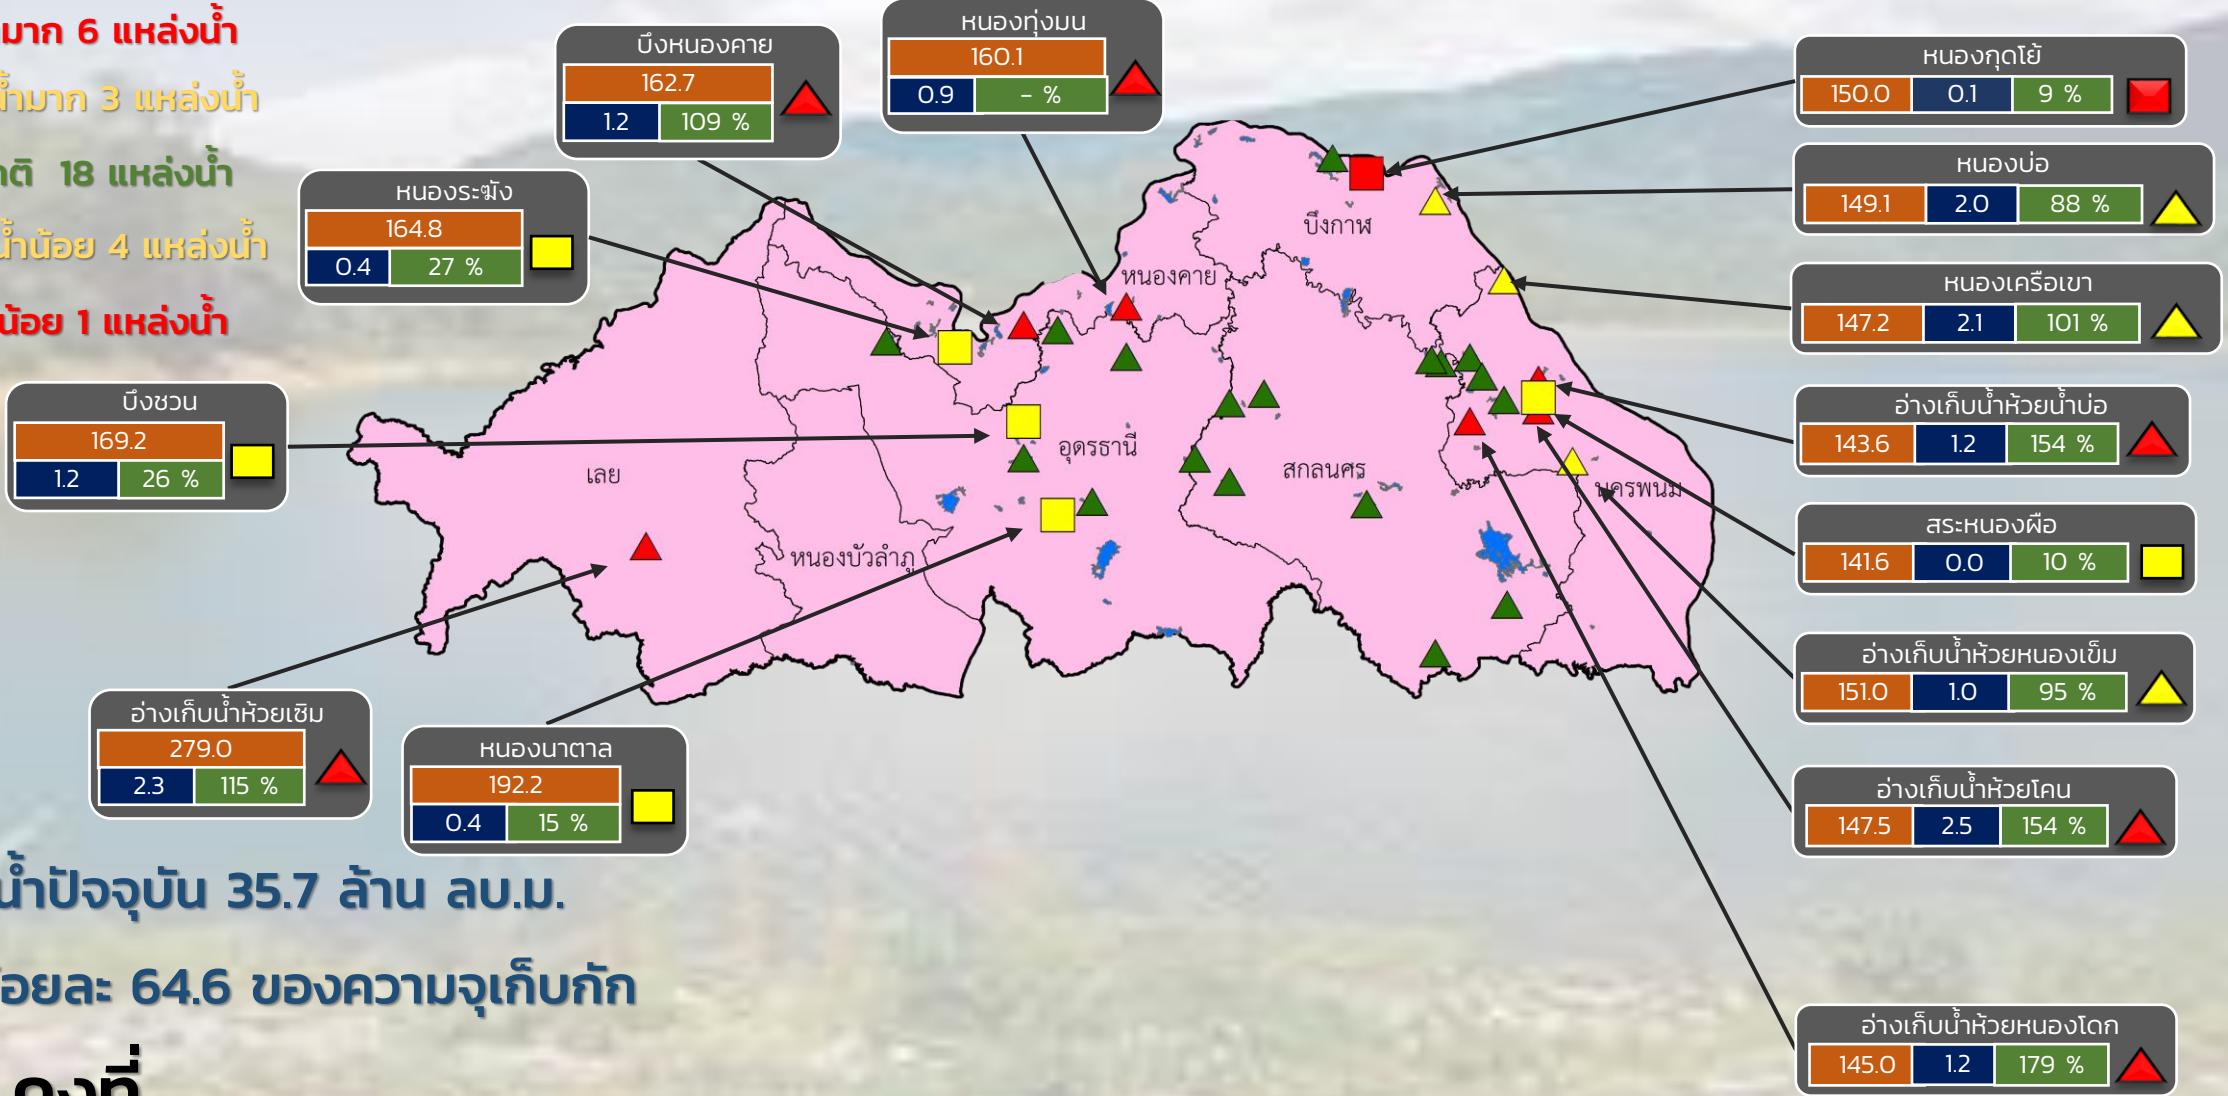 มาก 6 แหล่งน้ำ
น้ำมาก 3 แหล่งน้ำ
18 แหล่งน้ำ
น้ำน้อย 4 แหล่งน้ำ
น้อย 1 แหล่งน้ำ
บึงหนองคาย
162.7
1.2 109 %
หนองทุ่งมน
160.1
0.9 - %
หนองระฆัง
164.8
0.4 27 %
บึงชวน
169.2
1.2 26 %
อ่างเก็บน้ำห้วยเชิม
279.0
2.3 115 %
หนองนาตาล
192.2
0.4 15 %
บึงกาฬ
หนองคาย
อุดรธานี
เลย
สกลนคร
นครพนม
หนองบัวลำภู
หนองกุดโย้
150.0 0.1 9 %
หนองบ่อ
149.1 2.0 88 %
หนองเครือเขา
147.2 2.1 101 %
อ่างเก็บน้ำห้วยน้ำบ่อ
143.6 1.2 154 %
สระหนองผือ
141.6 0.0 10 %
อ่างเก็บน้ำห้วยหนองเข็ม
151.0 1.0 95 %
อ่างเก็บน้ำห้วยโคน
147.5 2.5 154 %
อ่างเก็บน้ำห้วยหนองโดก
145.0 1.2 179 %
น้ำปัจจุบัน 35.7 ล้าน ลบ.ม.
อยละ 64.6 ของความจุเก็บกัก
คงที่